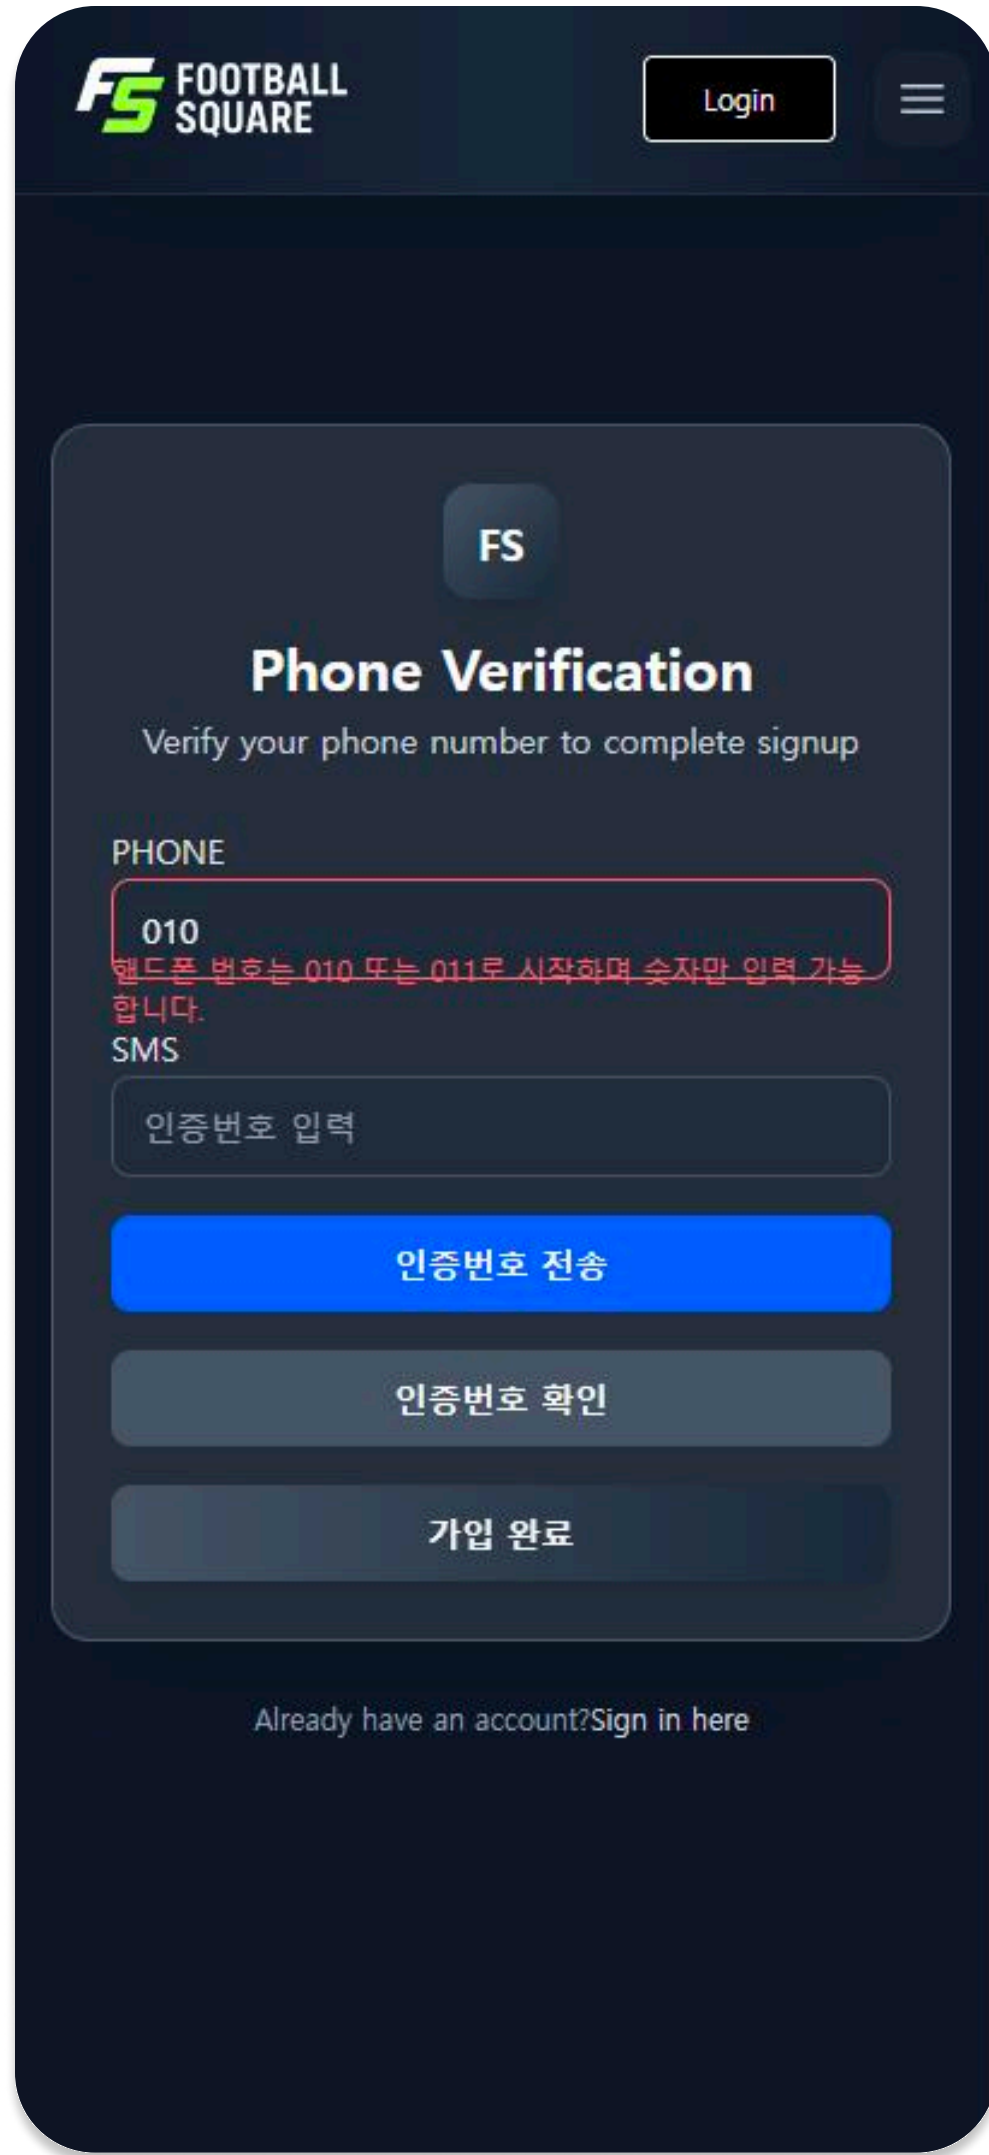 FS FOOTBALL
SQUARE
Login
FS
Phone Verification
Verify your phone number to complete signup
PHONE
010
핸드폰 번호는 010 또는 011로 시작하며 숫자만 입력 가능
합니다.
SMS
인증번호 입력
인증번호 전송
인증번호 확인
가입 완료
Already have an account?Sign in here